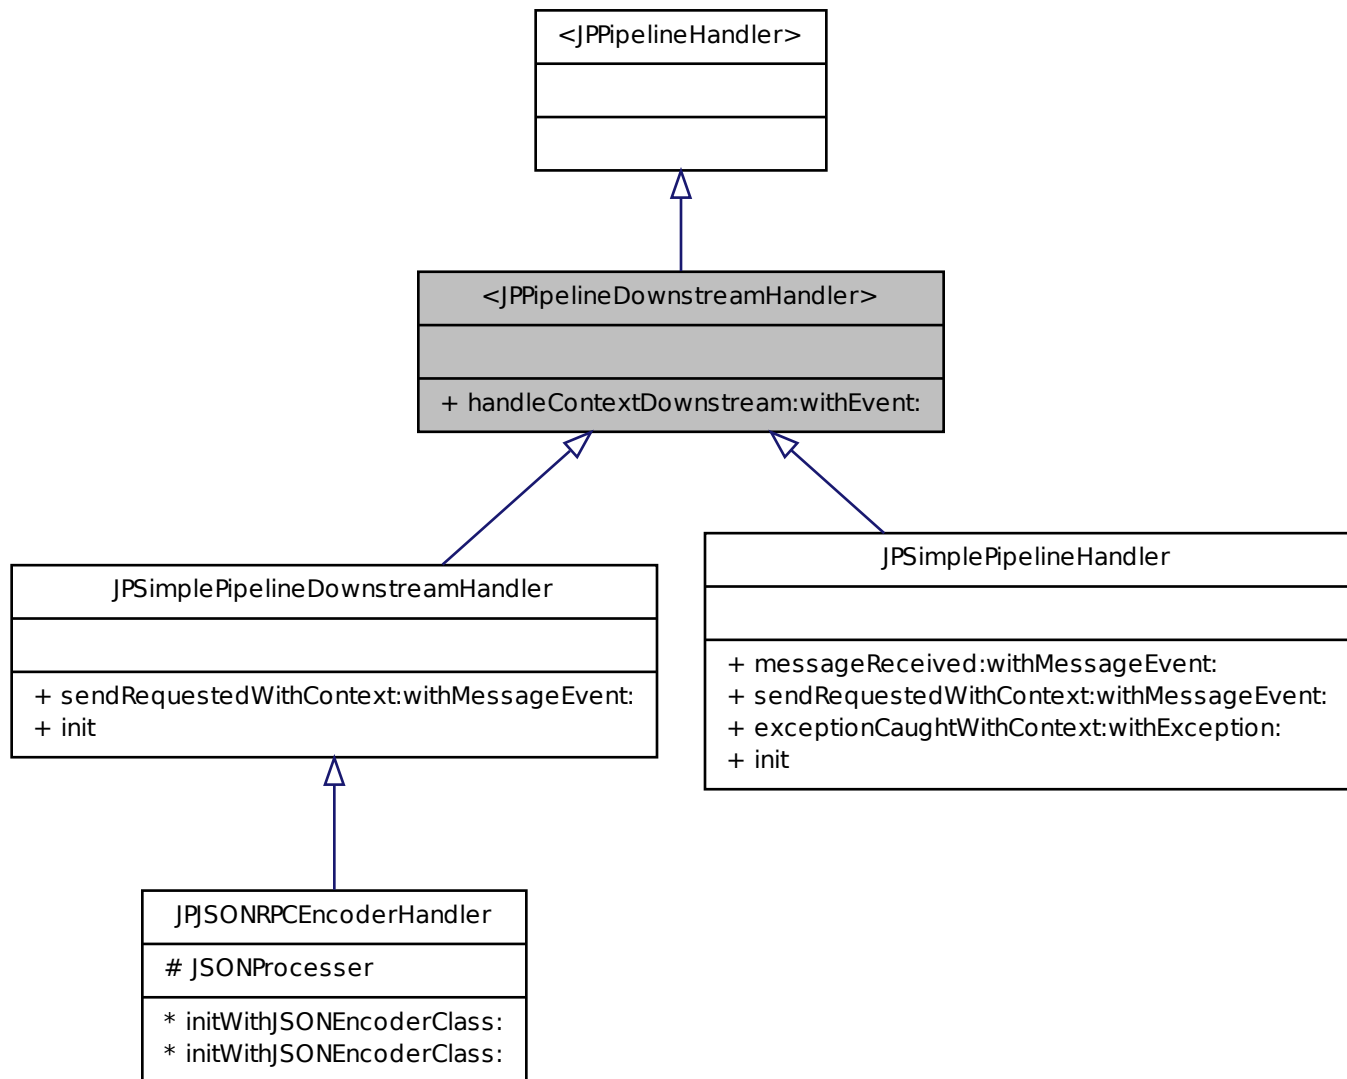 <JPPipelineHandler>
<JPPipelineDownstreamHandler>
+ handleContextDownstream:withEvent:
JPSimplePipelineDownstreamHandler
+ sendRequestedWithContext:withMessageEvent:
+ init
JPSimplePipelineHandler
+ messageReceived:withMessageEvent:
+ sendRequestedWithContext:withMessageEvent:
+ exceptionCaughtWithContext:withException:
+ init
JPJSONRPCEncoderHandler
# JSONProcesser
* initWithJSONEncoderClass:
* initWithJSONEncoderClass: